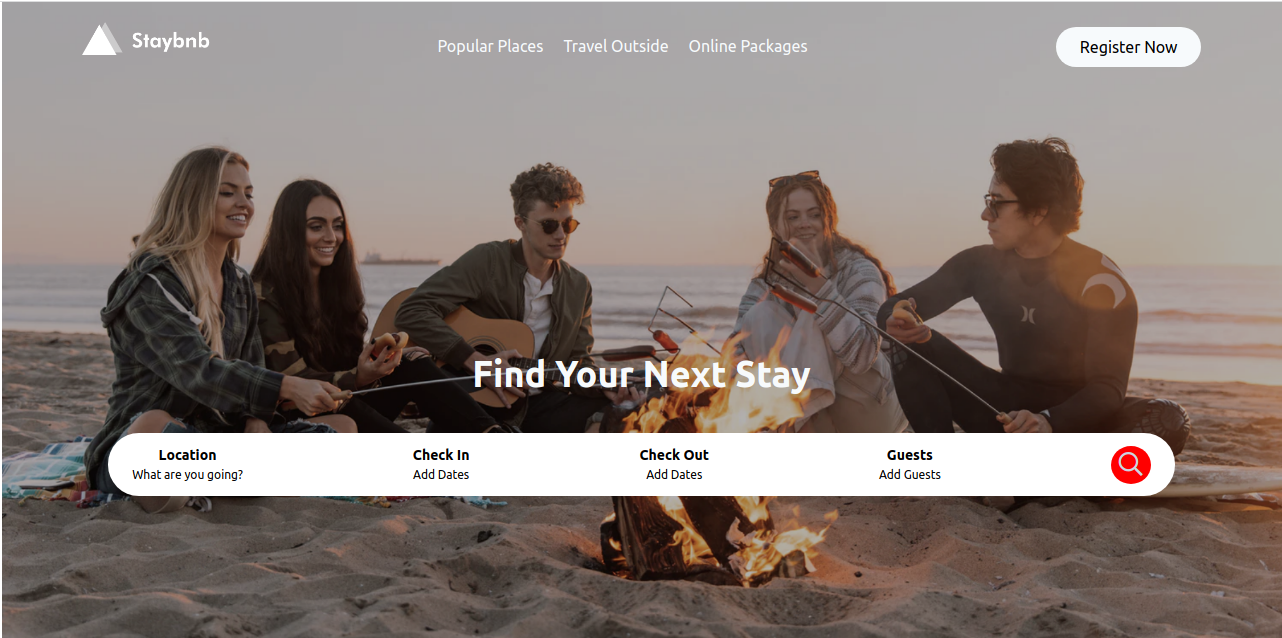 Staybnb
Popular Places
Travel Outside
Online Packages
Register Now
Find Your Next Stay
Location
What are you going?
Check In
Add Dates
Check Out
Add Dates
Guests
Add Guests